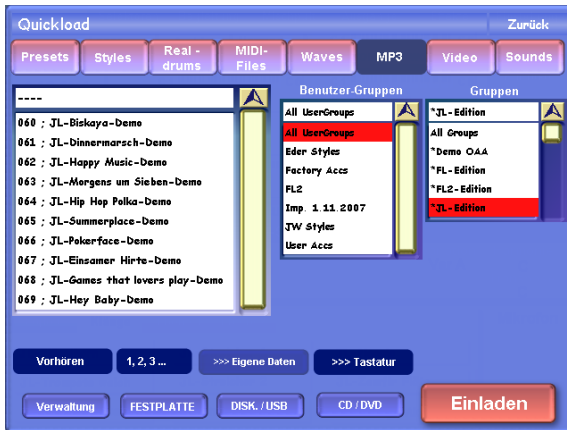 Quickload
Zurück
Presets
Styles
Real -
drums
MIDI-
Files
Waves
MP3
Video
Sounds
----
060 ; JL-Biskaya-Demo
061 ; JL-Dinnermarsch-Demo
062 ; JL-Happy Music-Demo
063 ; JL-Morgens um Sieben-Demo
064 ; JL-Hip Hop Polka-Demo
065 ; JL-Summerplace-Demo
066 ; JL-Pokerface-Demo
067 ; JL-Einsamer Hirte-Demo
068 ; JL-Games that lovers play-Demo
069 ; JL-Hey Baby-Demo
Benutzer-Gruppen
All UserGroups
All UserGroups
Eder Styles
Factory Accs
FL2
Imp. 1.11.2007
JW Styles
User Accs
Gruppen
*JL-Edition
All Groups
*Demo OAA
*FL-Edition
*FL2-Edition
*JL-Edition
Vorhören
1, 2, 3 ...
>>> Eigene Daten
>>> Tastatur
Verwaltung
FESTPLATTE
DISK. / USB
CD / DVD
Einladen